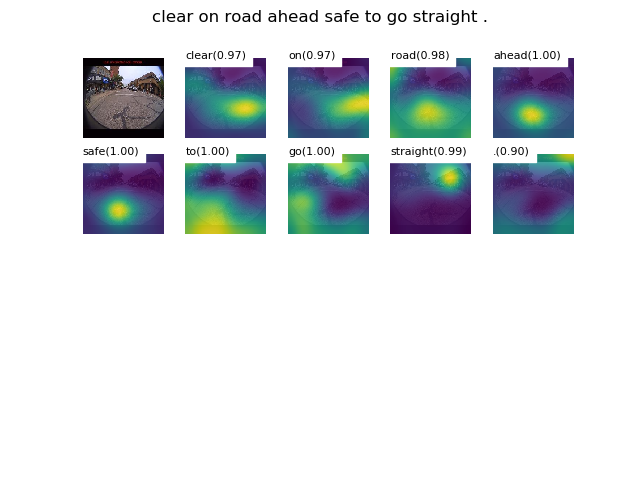 clear on road ahead safe to go straight .
clear(0.97) on(0.97) road(0.98) ahead(1.00)
safe(1.00) to(1.00) go(1.00) straight(0.99) .(0.90)